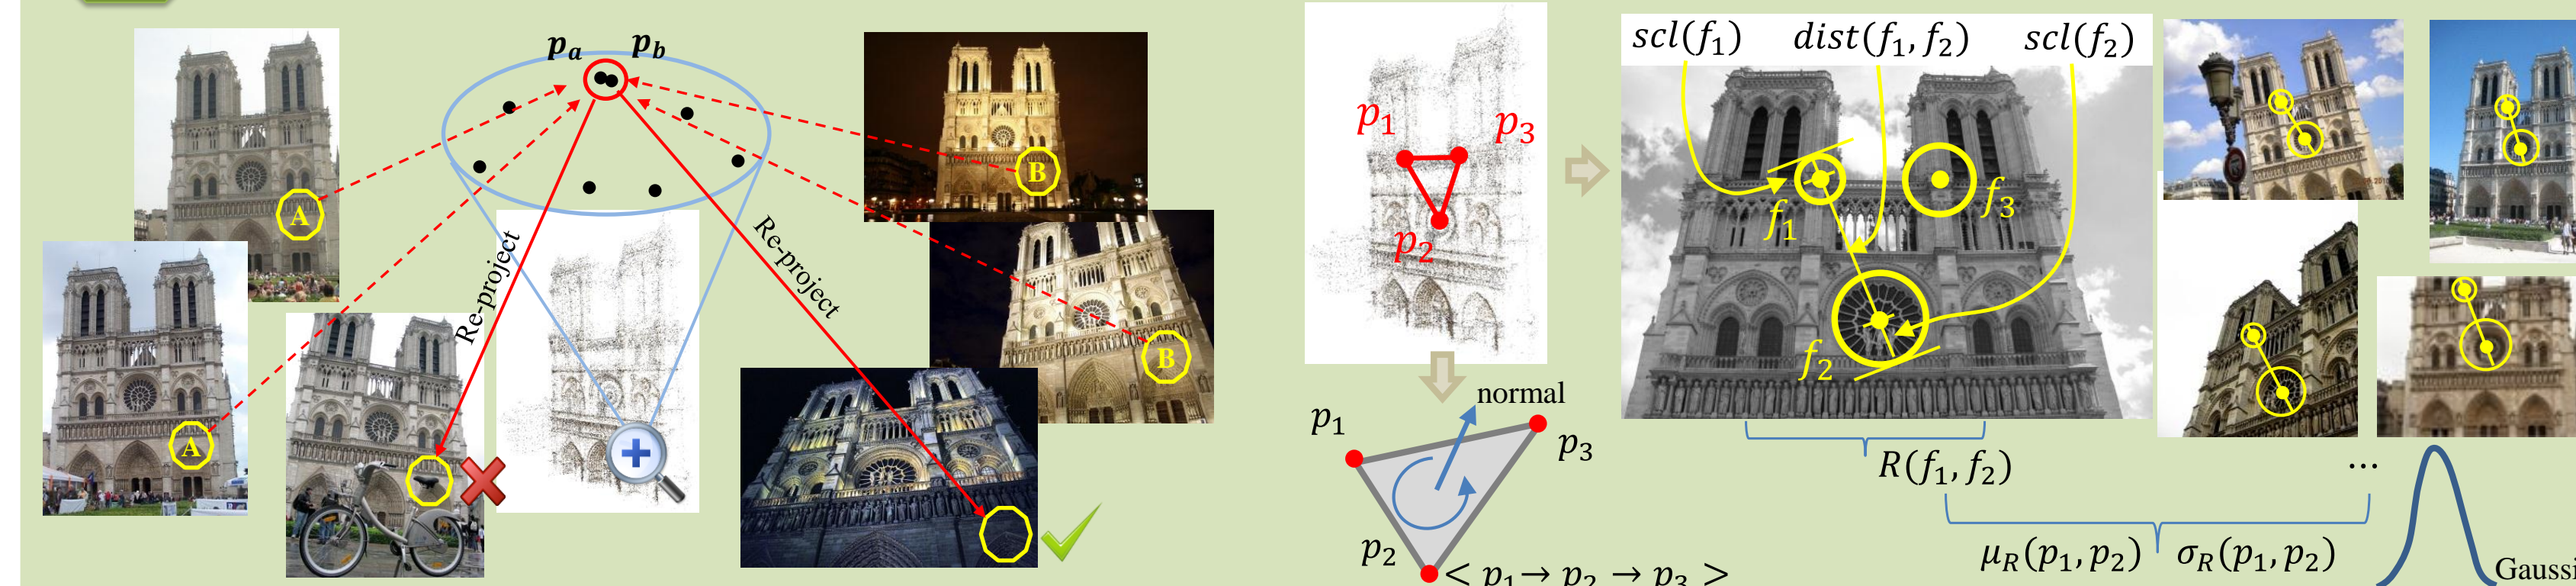 p_a p_b
A
A
B
B
Re-project
Re-project
p_1
p_3
p_2
scl(f_1) dist(f_1, f_2) scl(f_2)
f_1
f_3
f_2
normal
p_1
p_3
p_2
< p_1 → p_2 → p_3 >
R(f_1, f_2)
...
μ_R(p_1, p_2) σ_R(p_1, p_2)